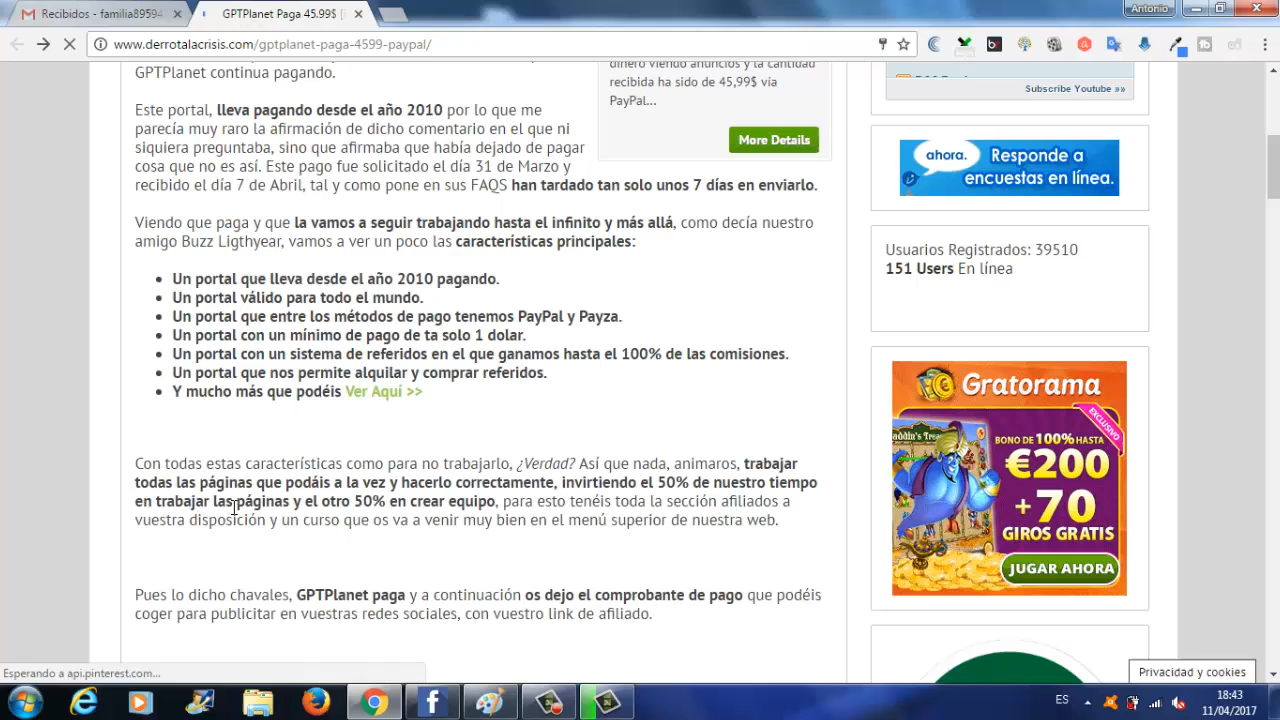 Recibidos - familia89594
GPTPlanet Paga 45.99$ [
Antonio
www.derrotalacrisis.com/gptplanet-paga-4599-paypal/
GPTPlanet continua pagando.
Este portal, lleva pagando desde el año 2010 por lo que me
parecía muy raro la afirmación de dicho comentario en el que ni
siquiera preguntaba, sino que afirmaba que había dejado de pagar
cosa que no es así. Este pago fue solicitado el día 31 de Marzo y
recibido el día 7 de Abril, tal y como pone en sus FAQS han tardado tan solo unos 7 días en enviarlo.
dinero viendo anuncios y la cantidad
recibida ha sido de 45,99$ vía
PayPal...
More Details
Viendo que paga y que la vamos a seguir trabajando hasta el infinito y más allá, como decía nuestro
amigo Buzz Ligthyear, vamos a ver un poco las características principales:
Un portal que lleva desde el año 2010 pagando.
Un portal válido para todo el mundo.
Un portal que entre los métodos de pago tenemos PayPal y Payza.
Un portal con un mínimo de pago de ta solo 1 dolar.
Un portal con un sistema de referidos en el que ganamos hasta el 100% de las comisiones.
Un portal que nos permite alquilar y comprar referidos.
Y mucho más que podéis Ver Aquí >>
Con todas estas características como para no trabajarlo, ¿Verdad? Así que nada, animaros, trabajar
todas las páginas que podáis a la vez y hacerlo correctamente, invirtiendo el 50% de nuestro tiempo
en trabajar las páginas y el otro 50% en crear equipo, para esto tenéis toda la sección afiliados a
vuestra disposición y un curso que os va a venir muy bien en el menú superior de nuestra web.
Pues lo dicho chavales, GPTPlanet paga y a continuación os dejo el comprobante de pago que podéis
coger para publicitar en vuestras redes sociales, con vuestro link de afiliado.
Subscribe Youtube »»
ahora.
Responde a
encuestas en línea.
Usuarios Registrados: 39510
151 Users En línea
Gratorama
EXCLUSIVO
BONO DE 100% HASTA
€200
+70
GIROS GRATIS
JUGAR AHORA
Privacidad y cookies
Esperando a api.pinterest.com...
ES
18:43
11/04/2017